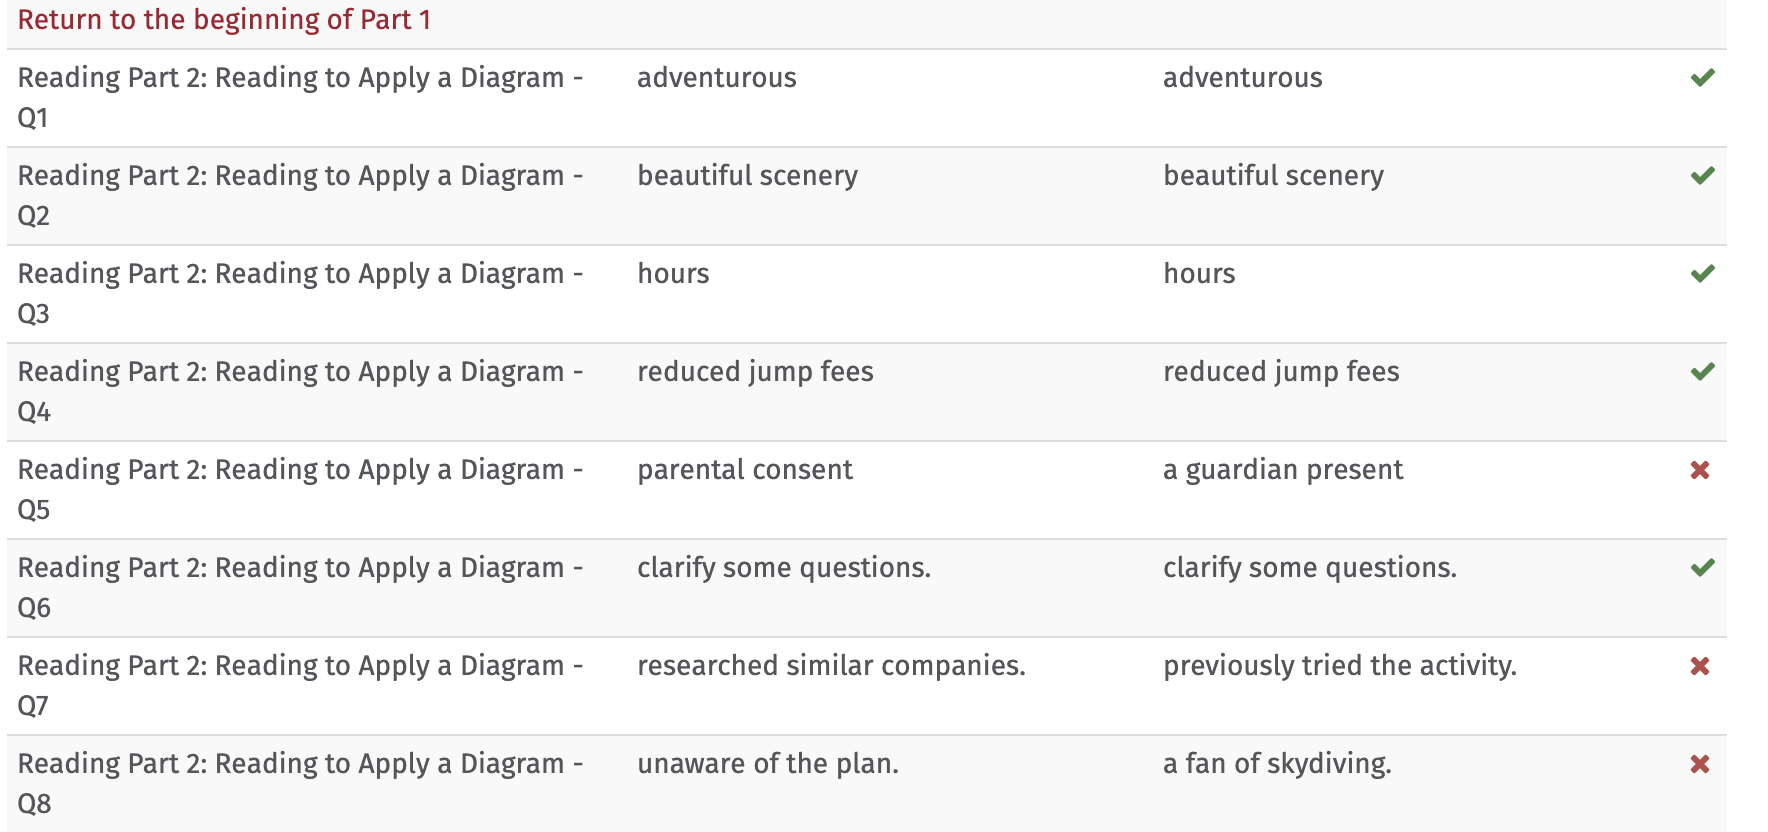 Return to the beginning of Part 1
Reading Part 2: Reading to Apply a Diagram - adventurous adventurous
Q1
Reading Part 2: Reading to Apply a Diagram - beautiful scenery beautiful scenery
Q2
Reading Part 2: Reading to Apply a Diagram - hours hours
Q3
Reading Part 2: Reading to Apply a Diagram - reduced jump fees reduced jump fees
Q4
Reading Part 2: Reading to Apply a Diagram - parental consent a guardian present
Q5
Reading Part 2: Reading to Apply a Diagram - clarify some questions. clarify some questions.
Q6
Reading Part 2: Reading to Apply a Diagram - researched similar companies. previously tried the activity.
Q7
Reading Part 2: Reading to Apply a Diagram - unaware of the plan. a fan of skydiving.
Q8